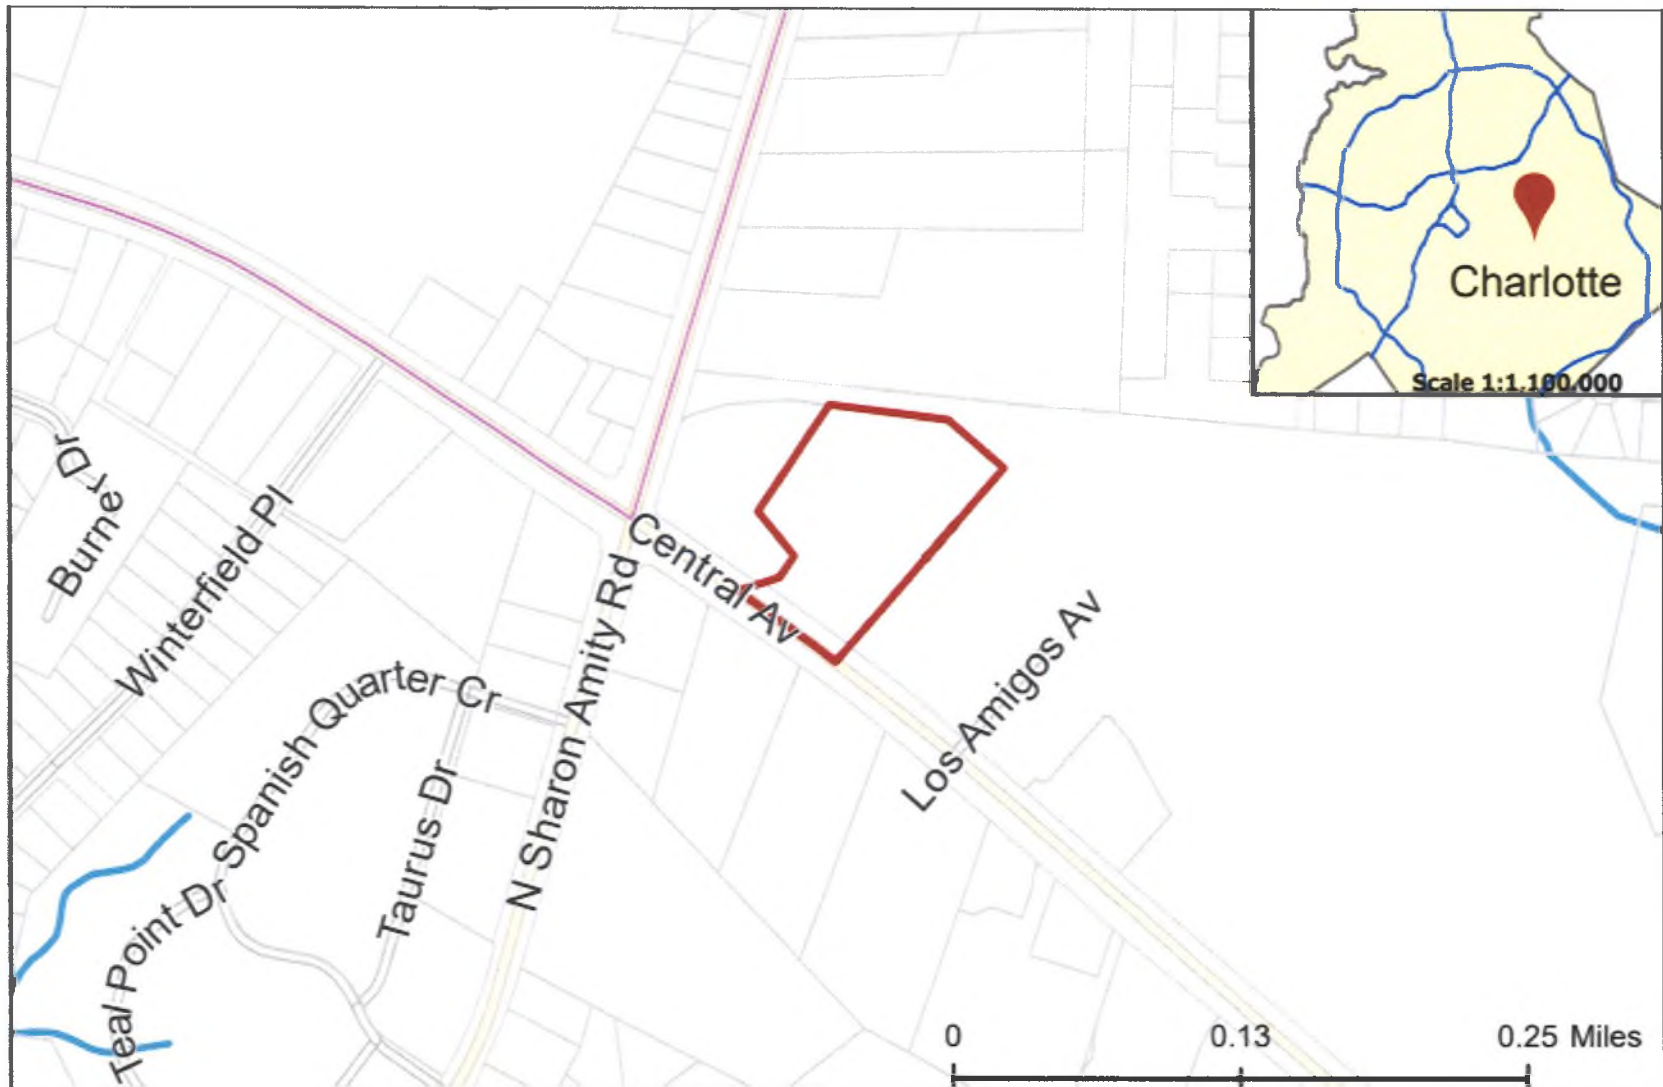 Charlotte
Scale 1:1,100,000
Burner Dr
Winterfield Pl
Central Av
N Sharon Amity Rd
Los Amigos Av
Spanish Quarter Cr
Taurus Dr
Teal Point Dr
0 0.13 0.25 Miles